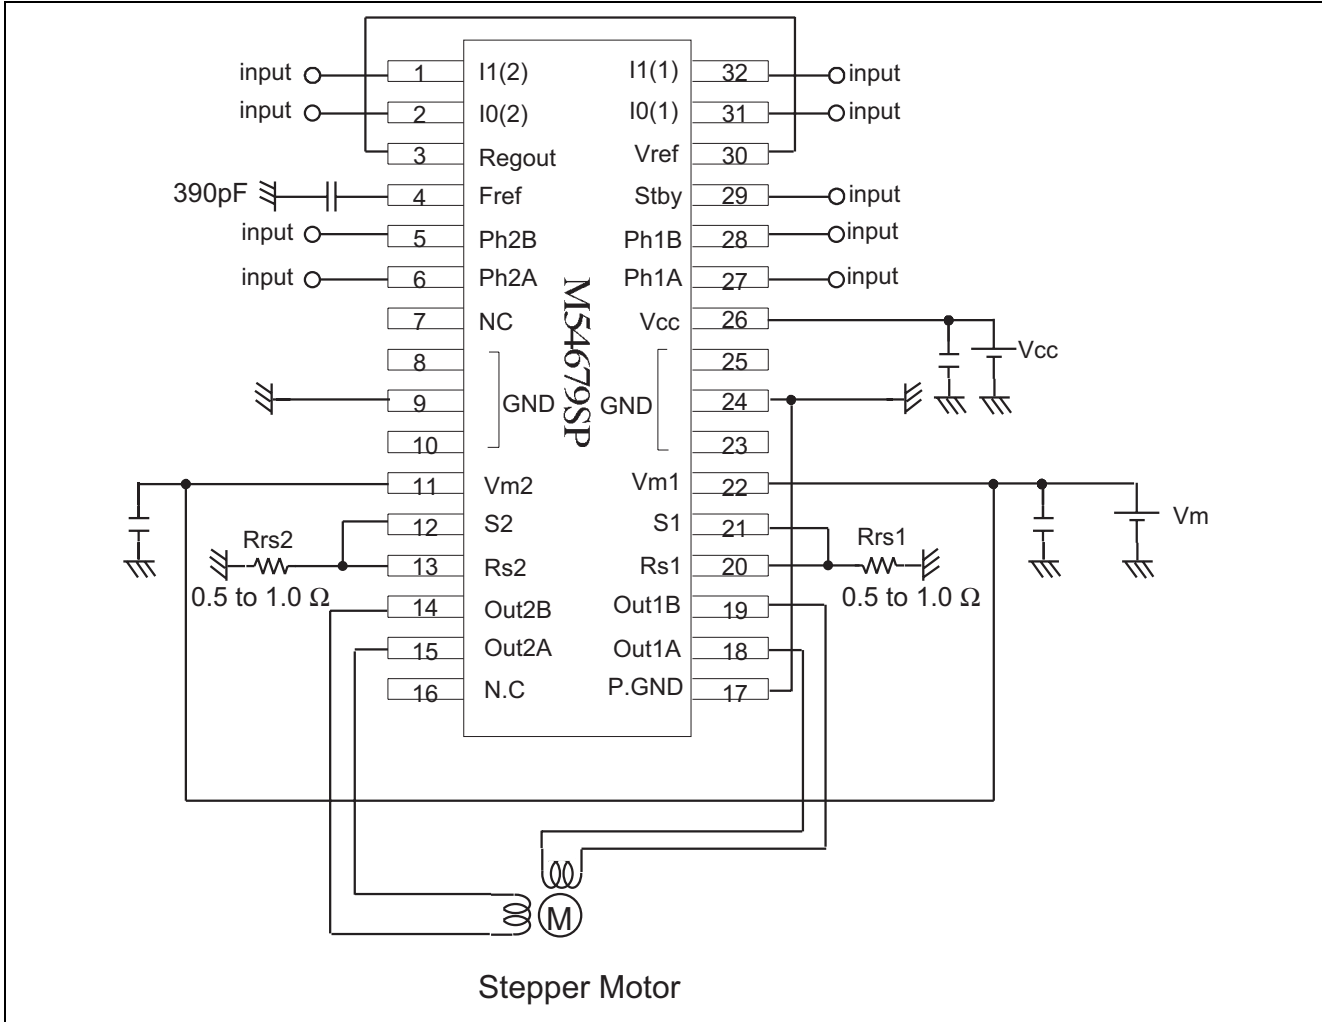 input 1 I1(2) I1(1) 32 input
input 2 I0(2) I0(1) 31 input
3 Regout Vref 30
390pF 4 Fref Stby 29 input
input 5 Ph2B Ph1B 28 input
input 6 Ph2A Ph1A 27 input
7 NC Vcc 26
Vcc
M54679SP
8 25
9 GND GND 24
10 23
11 Vm2 Vm1 22
Vm
12 S2 S1 21
Rrs2 Rrs1
13 Rs2 Rs1 20
0.5 to 1.0 Ω 0.5 to 1.0 Ω
14 Out2B Out1B 19
15 Out2A Out1A 18
16 N.C P.GND 17
M
Stepper Motor